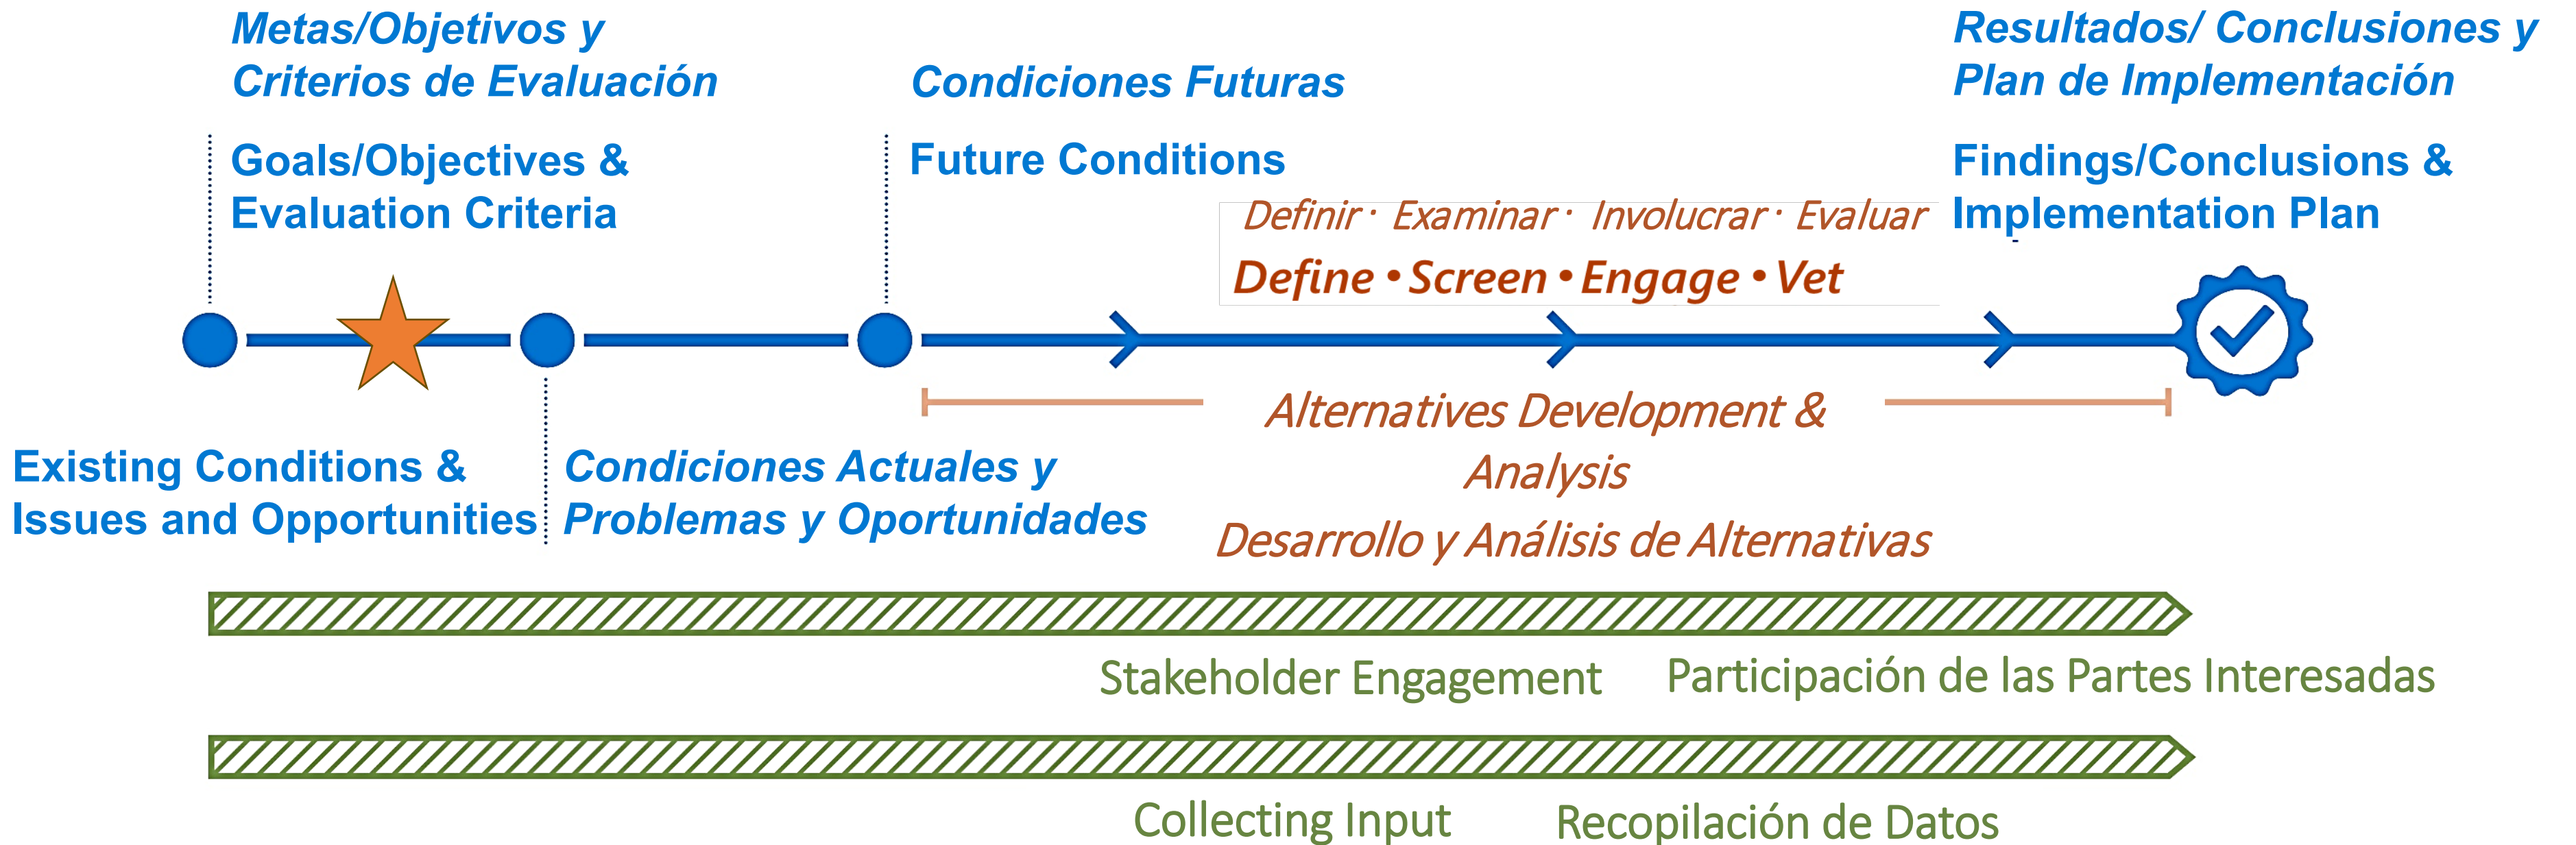 Metas/Objetivos y
Criterios de Evaluación
Goals/Objectives &
Evaluation Criteria
Condiciones Futuras
Future Conditions
Resultados/ Conclusiones y
Plan de Implementación
Findings/Conclusions &
Implementation Plan
Definir · Examinar · Involucrar · Evaluar
Define • Screen • Engage • Vet
Existing Conditions &
Issues and Opportunities
Condiciones Actuales y
Problemas y Oportunidades
Alternatives Development &
Analysis
Desarrollo y Análisis de Alternativas
Stakeholder Engagement
Participación de las Partes Interesadas
Collecting Input
Recopilación de Datos